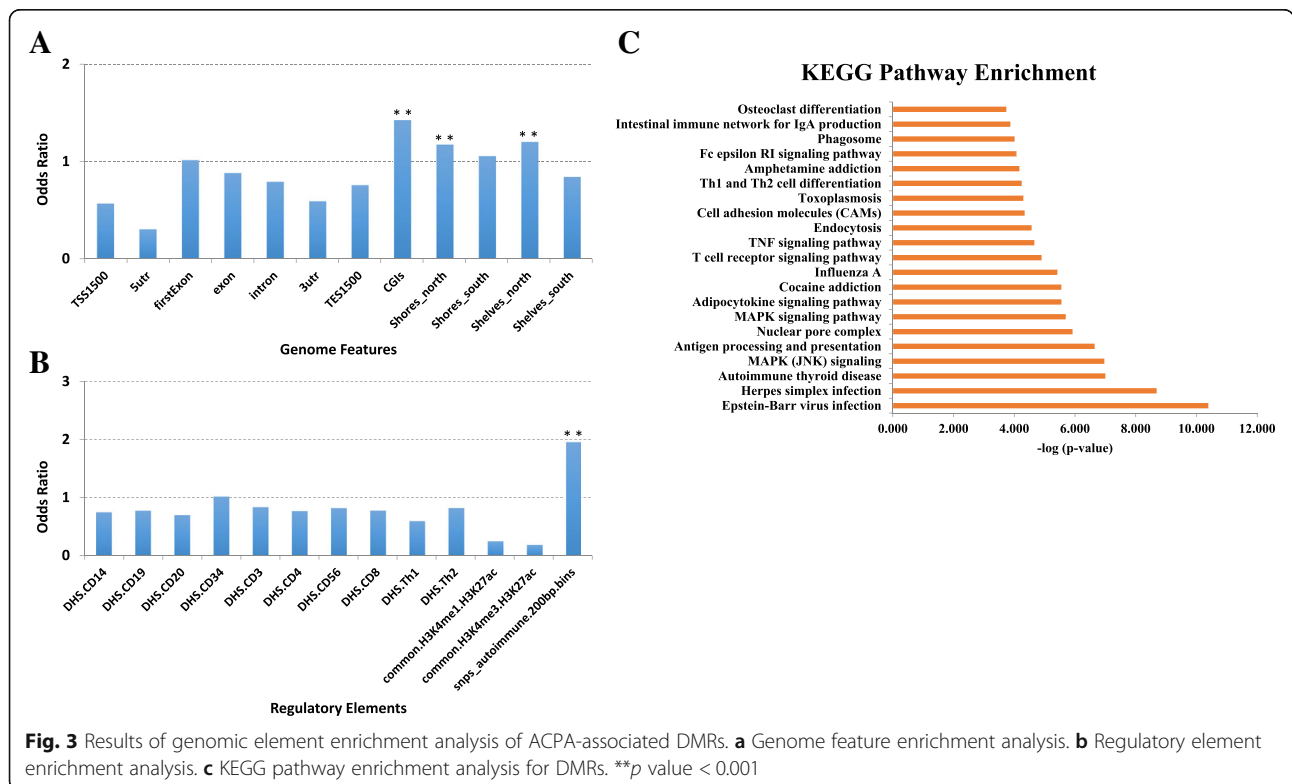 A
2
1
0
Odds Ratio
** ** **
TSS1500
5utr
firstExon
exon
intron
3utr
TES1500
CGIs
Shores_north
Shores_south
Shelves_north
Shelves_south
Genome Features
B
3
2
1
0
Odds Ratio
**
DHS.CD14
DHS.CD19
DHS.CD20
DHS.CD34
DHS.CD3
DHS.CD4
DHS.CD56
DHS.CD8
DHS.Th1
DHS.Th2
common.H3K4me1.H3K27ac
common.H3K4me3.H3K27ac
snps_autoimmune.200bp.bins
Regulatory Elements
C
KEGG Pathway Enrichment
Osteoclast differentiation
Intestinal immune network for IgA production
Phagosome
Fc epsilon RI signaling pathway
Amphetamine addiction
Th1 and Th2 cell differentiation
Toxoplasmosis
Cell adhesion molecules (CAMs)
Endocytosis
TNF signaling pathway
T cell receptor signaling pathway
Influenza A
Cocaine addiction
Adipocytokine signaling pathway
MAPK signaling pathway
Nuclear pore complex
Antigen processing and presentation
MAPK (JNK) signaling
Autoimmune thyroid disease
Herpes simplex infection
Epstein-Barr virus infection
0.000 2.000 4.000 6.000 8.000 10.000 12.000
-log (p-value)
Fig. 3 Results of genomic element enrichment analysis of ACPA-associated DMRs. a Genome feature enrichment analysis. b Regulatory element
enrichment analysis. c KEGG pathway enrichment analysis for DMRs. **p value < 0.001